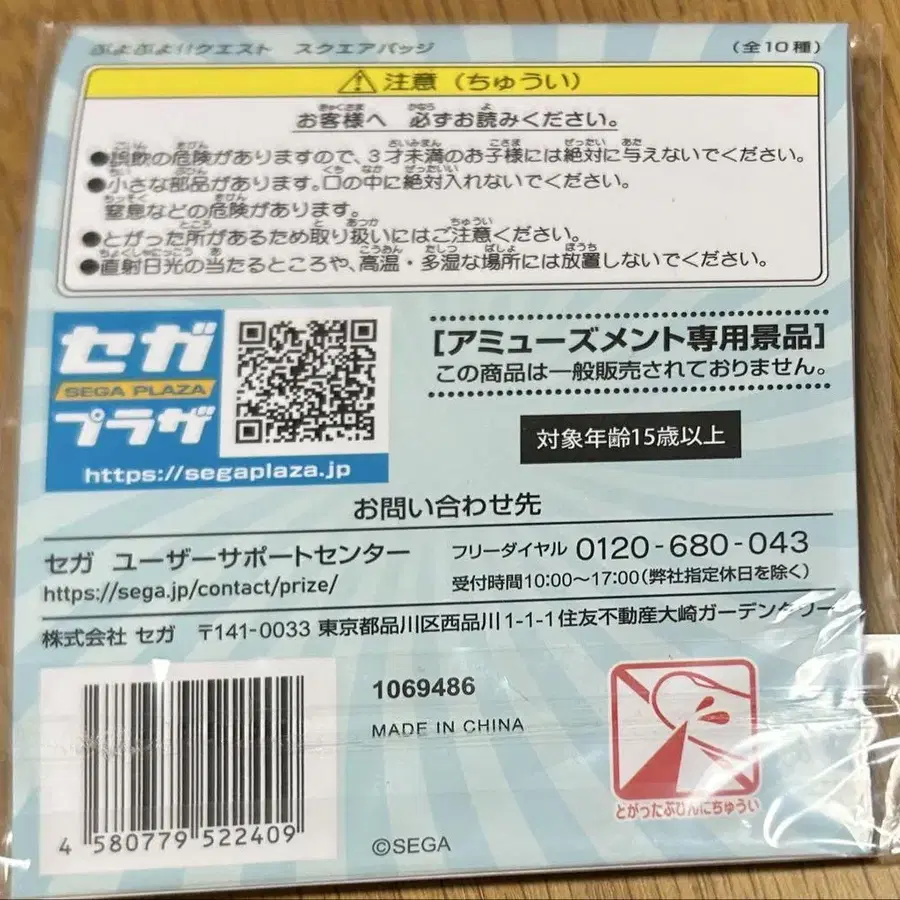 ぷよぷよ!!クエスト スクエアバッジ (全10種)
注意(ちゅうい)
お客様へ 必ずお読みください。
●誤飲の危険がありますので、3才未満のお子様には絶対に与えないでください。
●小さな部品があります。口の中に絶対入れないでください。
窒息などの危険があります。
●とがった所があるため取り扱いにはご注意ください。
●直射日光の当たるところや、高温・多湿な場所には放置しないでください。
セガ
SEGA PLAZA
プラザ
https://segaplaza.jp
[アミューズメント専用景品]
この商品は一般販売されておりません。
対象年齢15歳以上
お問い合わせ先
セガ ユーザーサポートセンター
https://sega.jp/contact/prize/
フリーダイヤル 0120-680-043
受付時間10:00〜17:00(弊社指定休日を除く)
株式会社 セガ 〒141-0033 東京都品川区西品川1-1-1住友不動産大崎ガーデンタワー
1069486
MADE IN CHINA
©SEGA
4 580779 522409
とがったぶひんにちゅうい